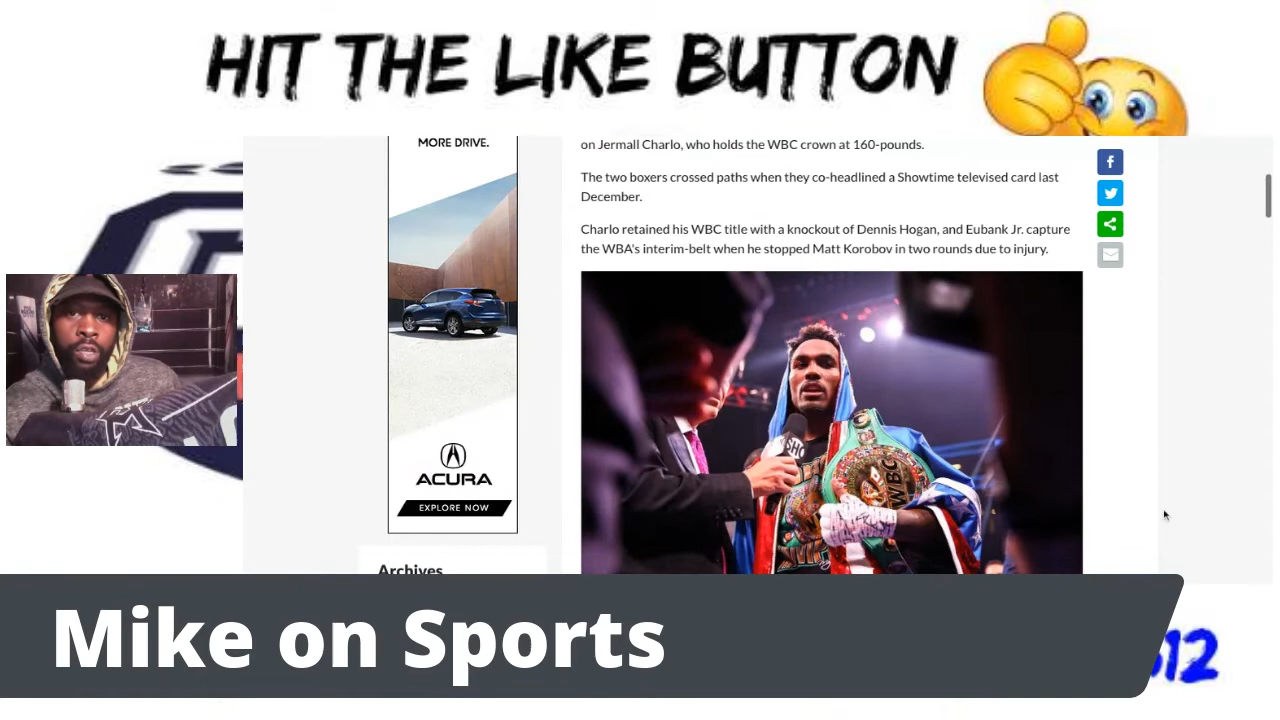 HIT THE LIKE BUTTON
MORE DRIVE.
on Jermall Charlo, who holds the WBC crown at 160-pounds.
The two boxers crossed paths when they co-headlined a Showtime televised card last
December.
Charlo retained his WBC title with a knockout of Dennis Hogan, and Eubank Jr. capture
the WBA's interim-belt when he stopped Matt Korobov in two rounds due to injury.
SHO
WBC
ACURA
EXPLORE NOW
Archives
Mike on Sports
12